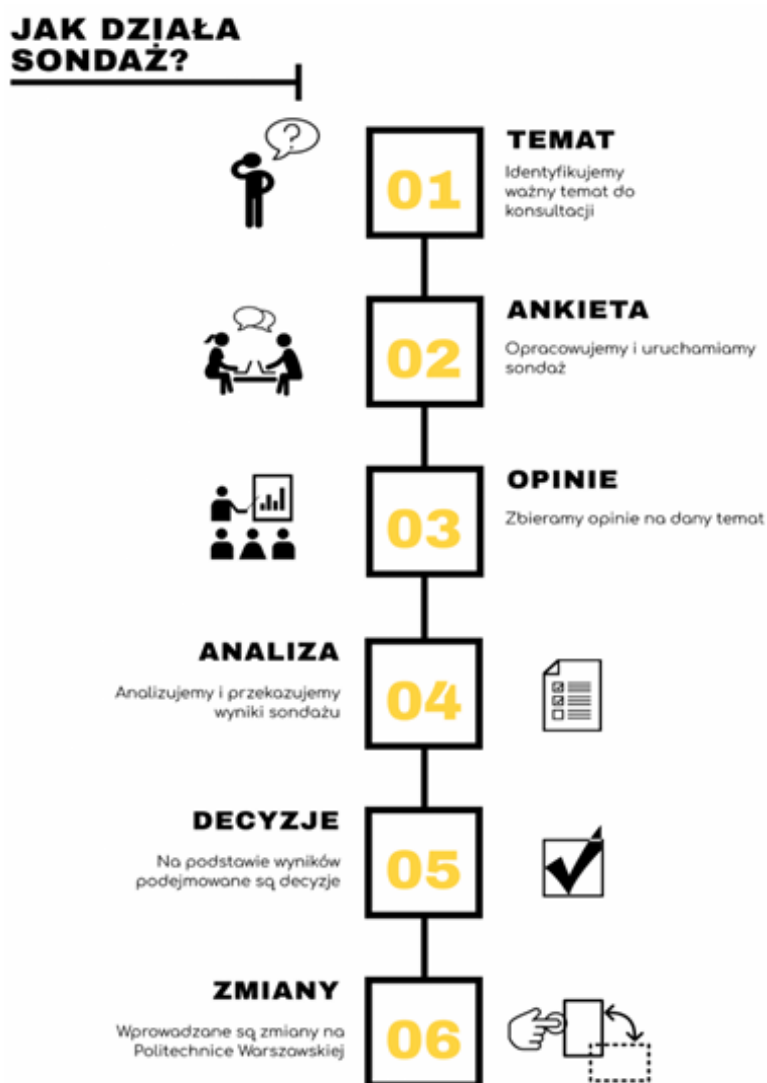 JAK DZIAŁA
SONDAŻ?
01
TEMAT
Identyfikujemy
ważny temat do
konsultacji
02
ANKIETA
Opracowujemy i uruchamiamy
sondaż
03
OPINIE
Zbieramy opinie na dany temat
ANALIZA
Analizujemy i przekazujemy
wyniki sondażu
04
DECYZJE
Na podstawie wyników
podejmowane są decyzje
05
ZMIANY
Wprowadzane są zmiany na
Politechnice Warszawskiej
06
?